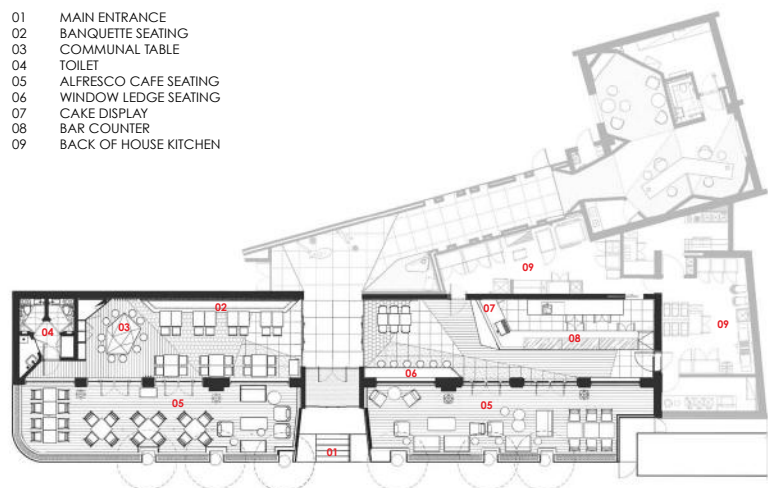 01 MAIN ENTRANCE
02 BANQUETTE SEATING
03 COMMUNAL TABLE
04 TOILET
05 ALFRESCO CAFE SEATING
06 WINDOW LEDGE SEATING
07 CAKE DISPLAY
08 BAR COUNTER
09 BACK OF HOUSE KITCHEN
09
02
07
03
04
08
09
06
05
05
01